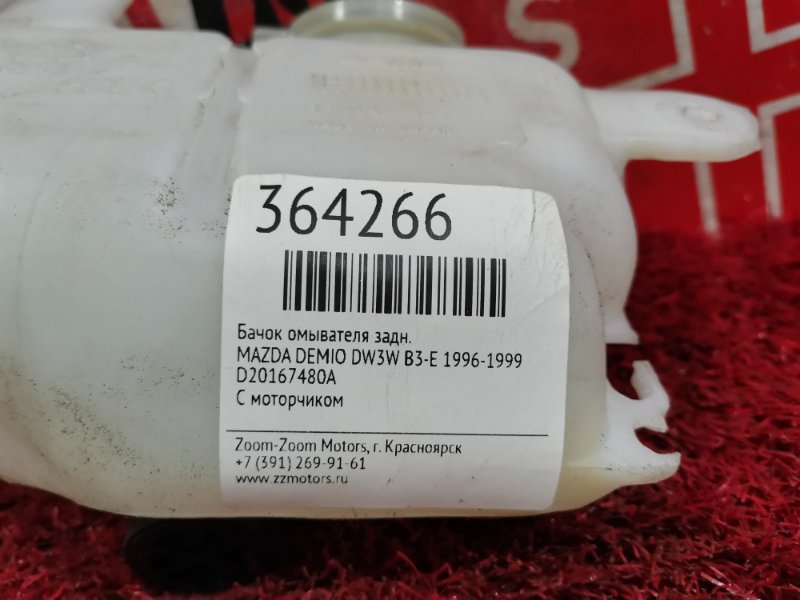 364266
Бачок омывателя задн.
MAZDA DEMIO DW3W B3-E 1996-1999
D20167480A
С моторчиком
Zoom-Zoom Motors, г. Красноярск
+7 (391) 269-91-61
www.zzmotors.ru